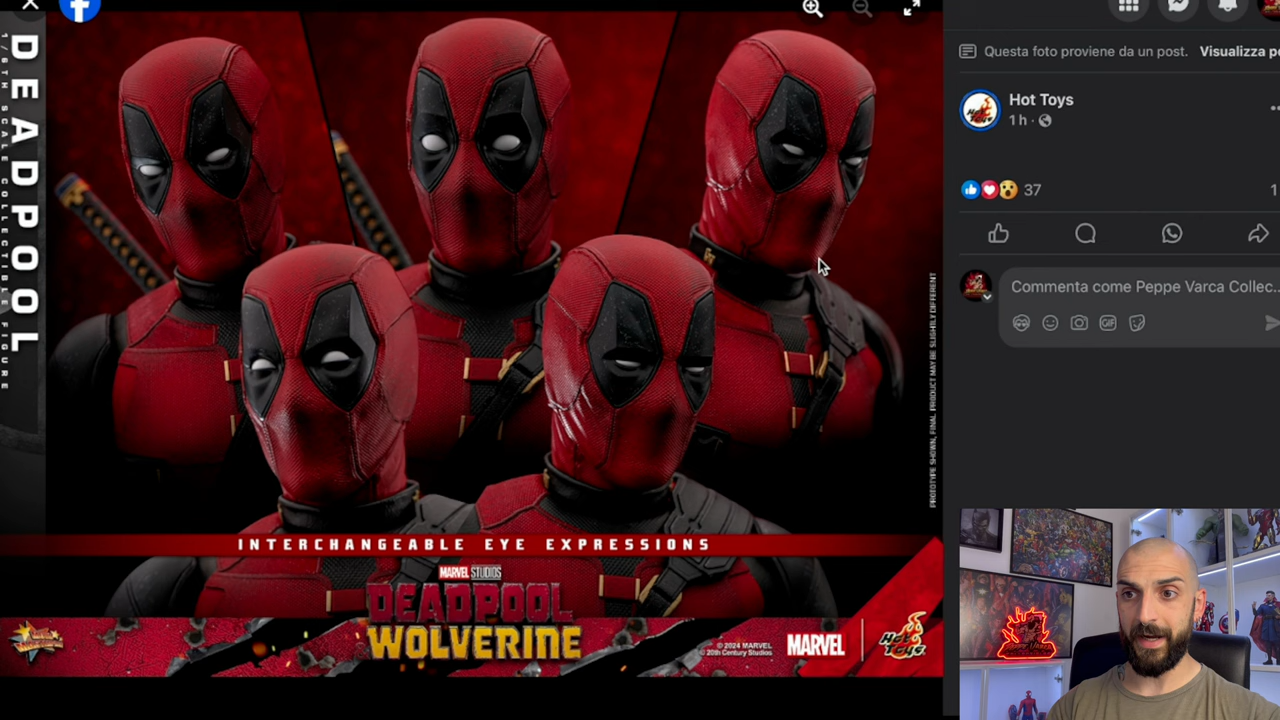 DEADPOOL
1/6TH SCALE COLLECTIBLE FIGURE
Questa foto proviene da un post. Visualizza
Hot Toys
1 h
37
1
Commenta come Peppe Varca Collec...
GIF
PROTOTYPE SHOWN, FINAL PRODUCT MAY BE SLIGHTLY DIFFERENT
INTERCHANGEABLE EYE EXPRESSIONS
MARVEL STUDIOS
DEADPOOL
WOLVERINE
© 2024 MARVEL
© 20th Century Studios
MARVEL
HOT TOYS